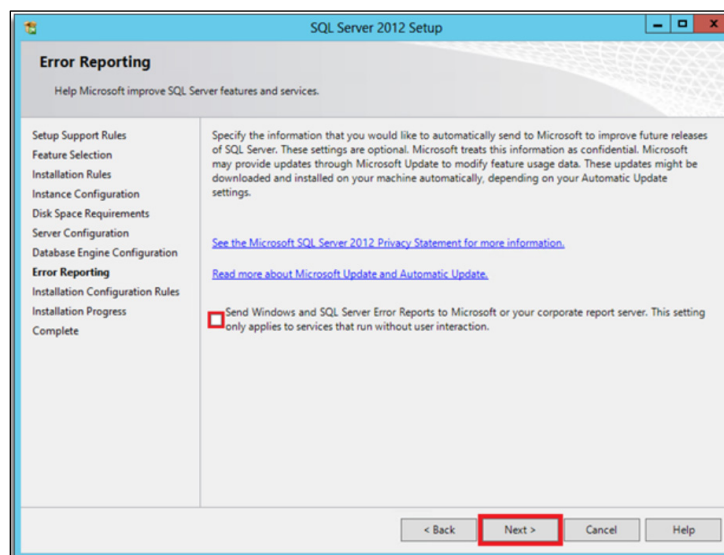 SQL Server 2012 Setup
Error Reporting
Help Microsoft improve SQL Server features and services.
Setup Support Rules
Feature Selection
Installation Rules
Instance Configuration
Disk Space Requirements
Server Configuration
Database Engine Configuration
Error Reporting
Installation Configuration Rules
Installation Progress
Complete
Specify the information that you would like to automatically send to Microsoft to improve future releases
of SQL Server. These settings are optional. Microsoft treats this information as confidential. Microsoft
may provide updates through Microsoft Update to modify feature usage data. These updates might be
downloaded and installed on your machine automatically, depending on your Automatic Update
settings.
See the Microsoft SQL Server 2012 Privacy Statement for more information.
Read more about Microsoft Update and Automatic Update.
Send Windows and SQL Server Error Reports to Microsoft or your corporate report server. This setting
only applies to services that run without user interaction.
< Back
Next >
Cancel
Help